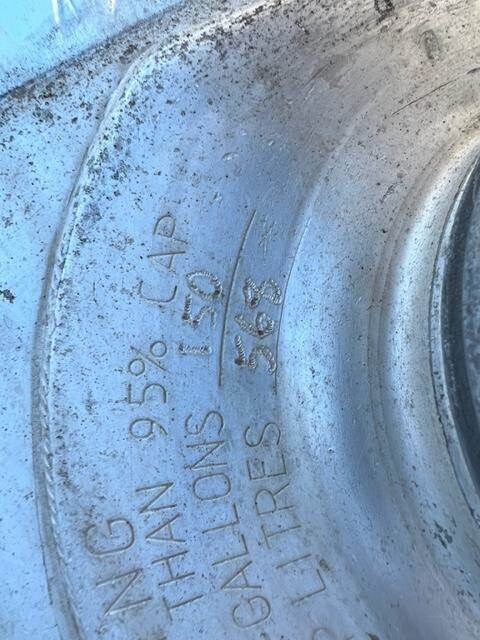 NG
THAN 95% CAP
GALLONS 150
LITRES 568